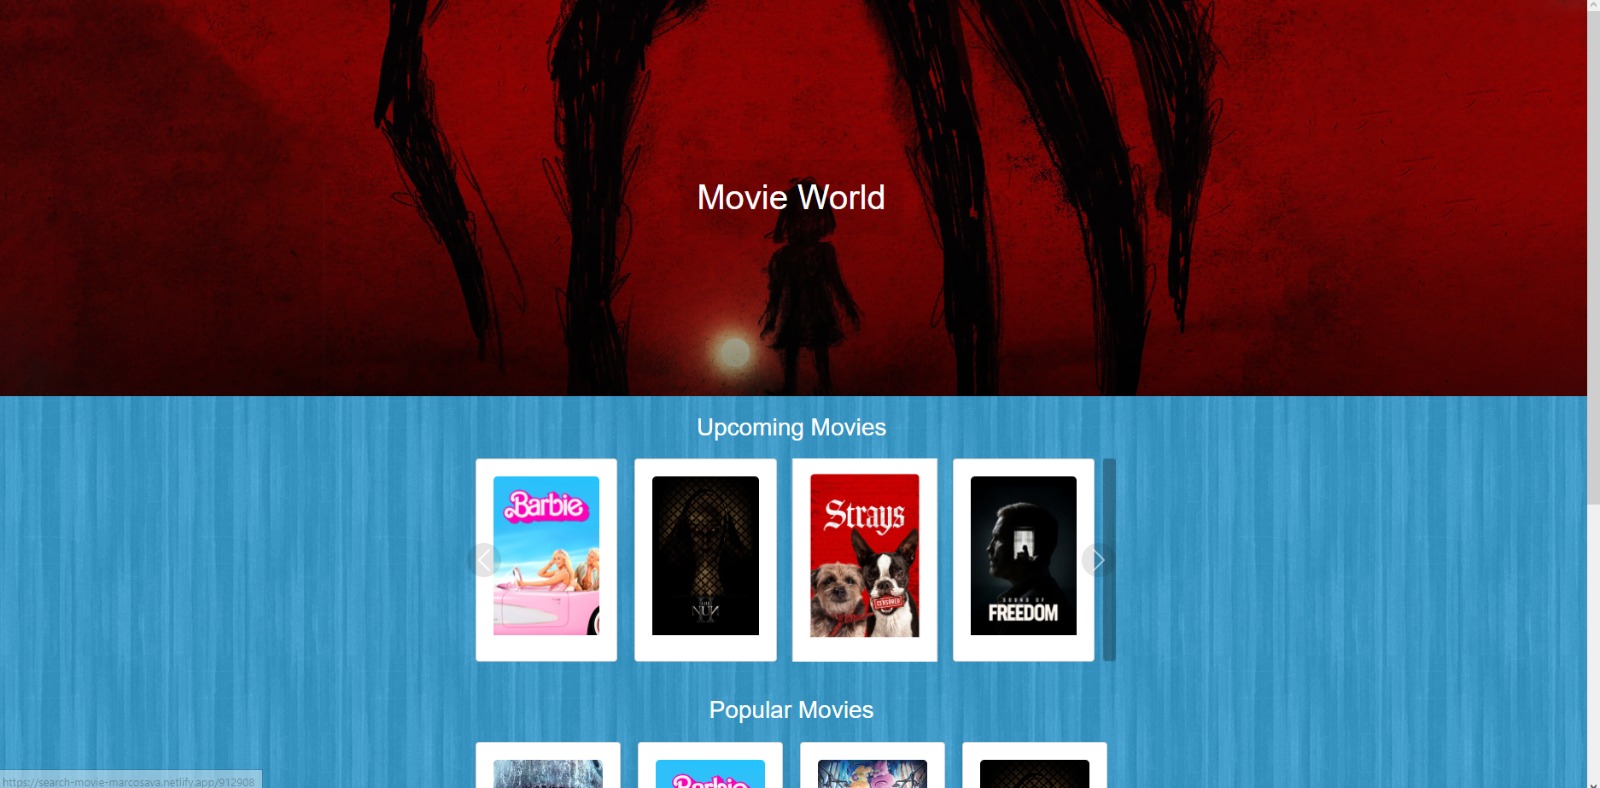 Movie World
Upcoming Movies
Barbie
THE
NUN
II
Strays
CENSORED
SOUND OF
FREEDOM
Popular Movies
Barbie
https://search-movie-marcosava.netlify.app/912908